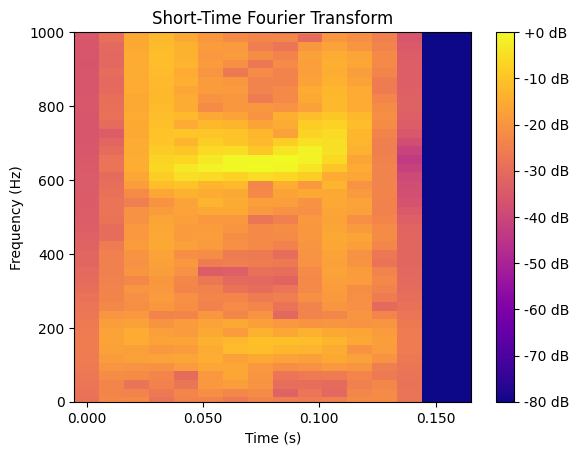 Short-Time Fourier Transform
1000
800
600
400
200
0
Frequency (Hz)
0.000
0.050
0.100
0.150
Time (s)
+0 dB
-10 dB
-20 dB
-30 dB
-40 dB
-50 dB
-60 dB
-70 dB
-80 dB